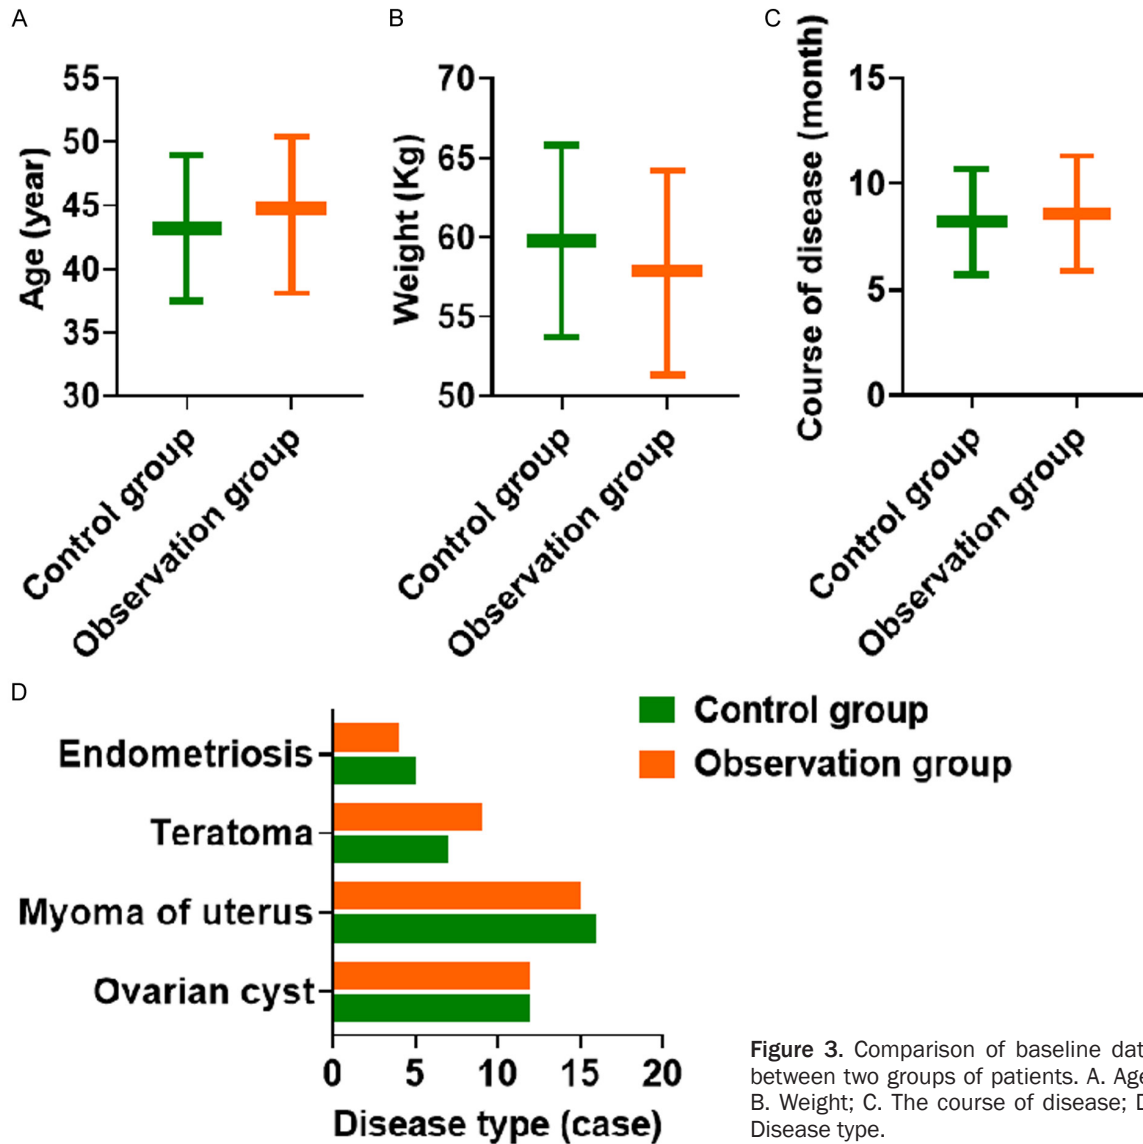 A
B
C
Age (year)
55
50
45
40
35
30
Control group
Observation group
Weight (Kg)
70
65
60
55
50
Control group
Observation group
Course of disease (month)
15
10
5
0
Control group
Observation group
D
Endometriosis
Teratoma
Myoma of uterus
Ovarian cyst
0 5 10 15 20
Disease type (case)
Control group
Observation group
Figure 3. Comparison of baseline dat
between two groups of patients. A. Age
B. Weight; C. The course of disease; D
Disease type.